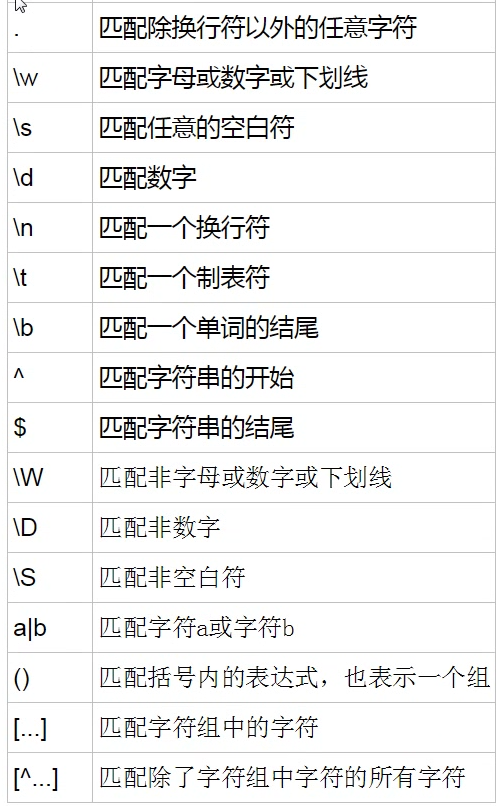 . 匹配除换行符以外的任意字符
\w 匹配字母或数字或下划线
\s 匹配任意的空白符
\d 匹配数字
\n 匹配一个换行符
\t 匹配一个制表符
\b 匹配一个单词的结尾
^ 匹配字符串的开始
$ 匹配字符串的结尾
\W 匹配非字母或数字或下划线
\D 匹配非数字
\S 匹配非空白符
a|b 匹配字符a或字符b
() 匹配括号内的表达式，也表示一个组
[...] 匹配字符组中的字符
[^...] 匹配除了字符组中字符的所有字符